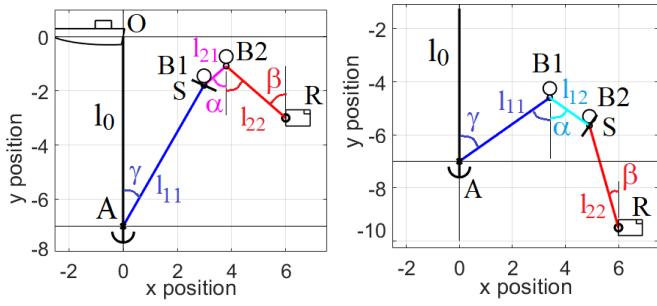 O
0
l₂₁
B1
B2
β
-2
S
R
l₀
α
l₂₂
-4
y position
γ
-6
A
l₁₁
-8
-2 0 2 4 6
x position
-2
l₀
B1
-4
l₁₂
l₁₁
B2
γ
α
-6
S
A
y position
-8
β
l₂₂
R
-10
-2 0 2 4 6
x position